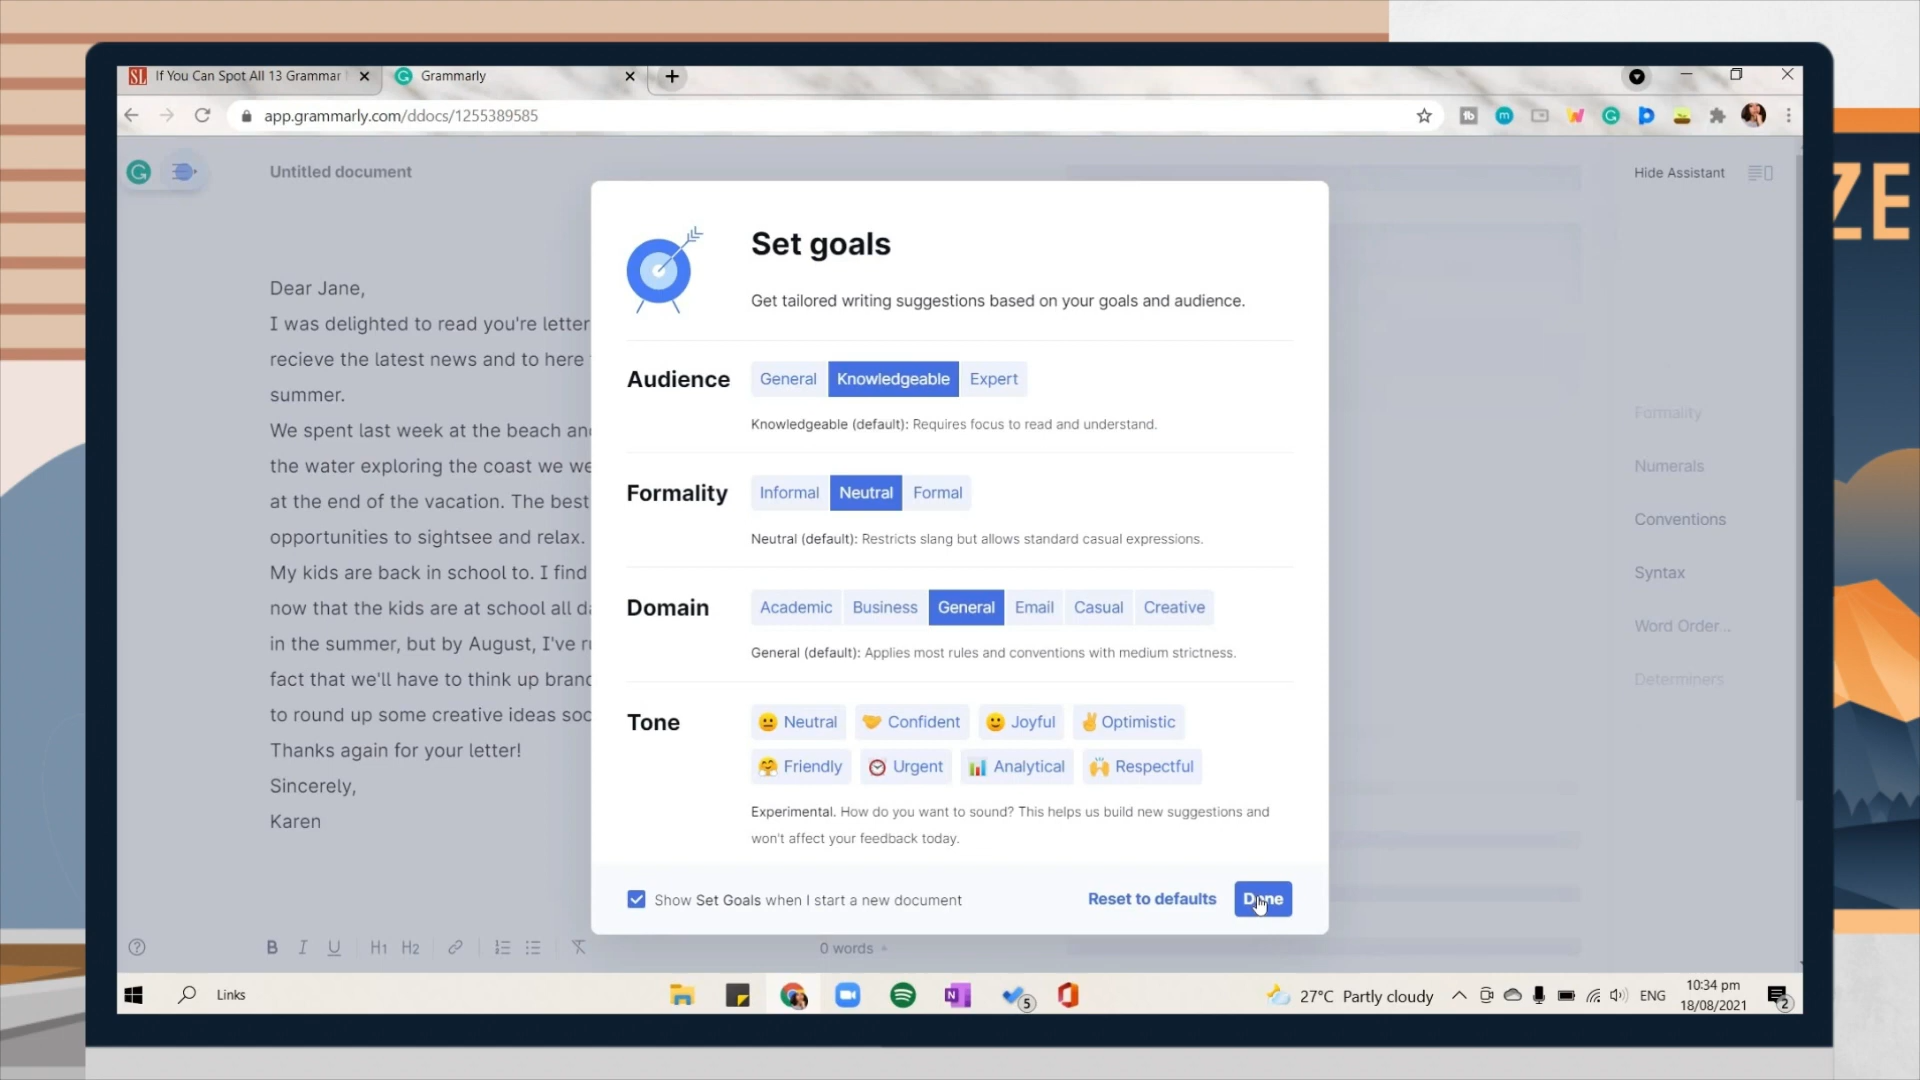 If You Can Spot All 13 Grammar
Grammarly
app.grammarly.com/ddocs/1255389585
Untitled document
Hide Assistant
ZE
Dear Jane,
I was delighted to read you're letter
recieve the latest news and to here
summer.
We spent last week at the beach and
the water exploring the coast we we
at the end of the vacation. The best
opportunities to sightsee and relax.
My kids are back in school to. I find
now that the kids are at school all da
in the summer, but by August, I've ru
fact that we'll have to think up branc
to round up some creative ideas soo
Thanks again for your letter!
Sincerely,
Karen
Set goals
Get tailored writing suggestions based on your goals and audience.
Audience
General Knowledgeable Expert
Knowledgeable (default): Requires focus to read and understand.
Formality
Informal Neutral Formal
Neutral (default): Restricts slang but allows standard casual expressions.
Domain
Academic Business General Email Casual Creative
General (default): Applies most rules and conventions with medium strictness.
Tone
Neutral Confident Joyful Optimistic
Friendly Urgent Analytical Respectful
Experimental. How do you want to sound? This helps us build new suggestions and
won't affect your feedback today.
Show Set Goals when I start a new document
Reset to defaults
Done
Formality
Numerals
Conventions
Syntax
Word Order...
Determiners
B I U H1 H2
0 words
Links
5
27°C Partly cloudy
ENG
10:34 pm
18/08/2021
2